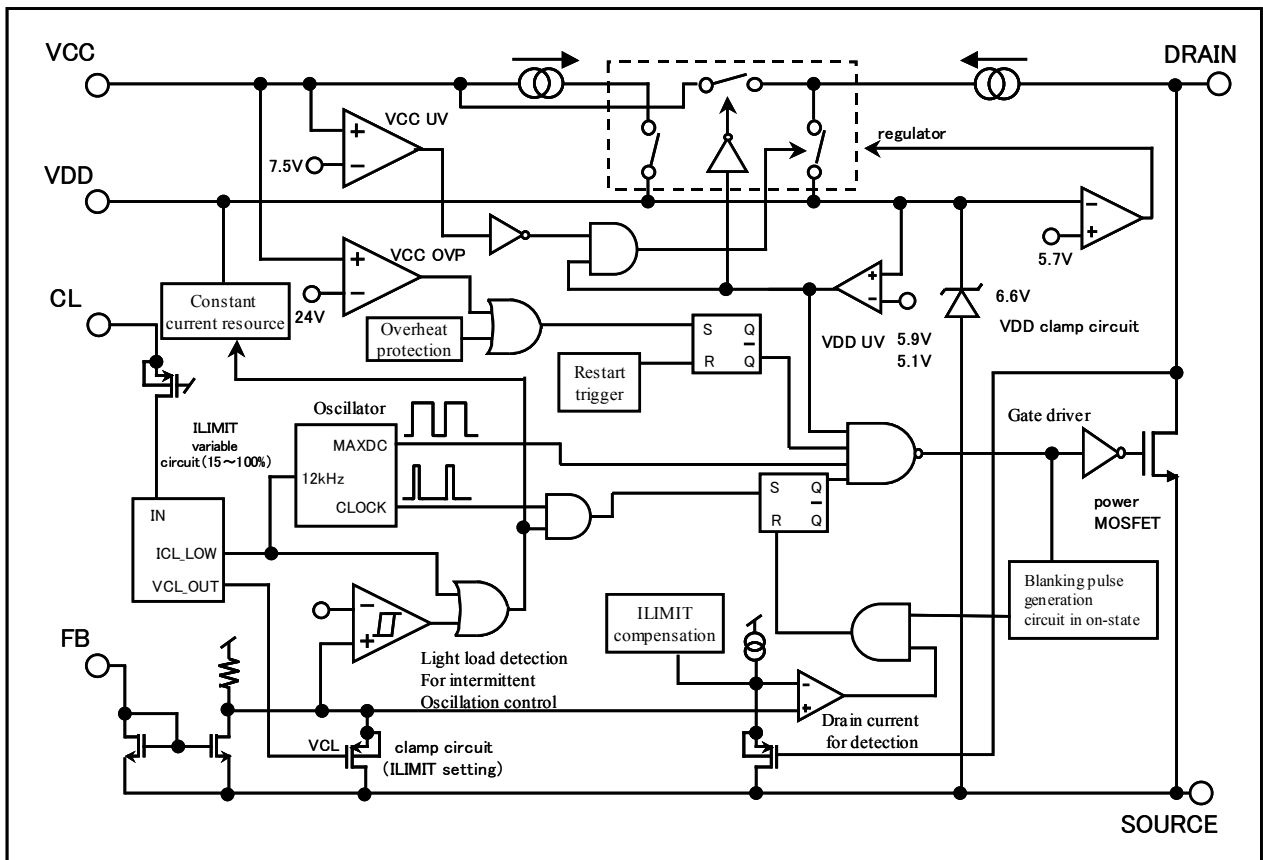 VCC
DRAIN
VCC UV
+
−
7.5V
regulator
VDD
−
+
5.7V
VCC OVP
+
−
24V
+
−
6.6V
VDD clamp circuit
VDD UV
5.9V
5.1V
CL
Constant
current resource
Overheat
protection
S Q
R Q
Restart
trigger
Oscillator
Gate driver
ILIMIT
variable
circuit(15～100%)
MAXDC
12kHz
CLOCK
S Q
R Q
power
MOSFET
IN
ICL_LOW
VCL_OUT
−
+
ILIMIT
compensation
Blanking pulse
generation
circuit in on-state
FB
Light load detection
For intermittent
Oscillation control
−
+
Drain current
for detection
VCL
clamp circuit
(ILIMIT setting)
SOURCE